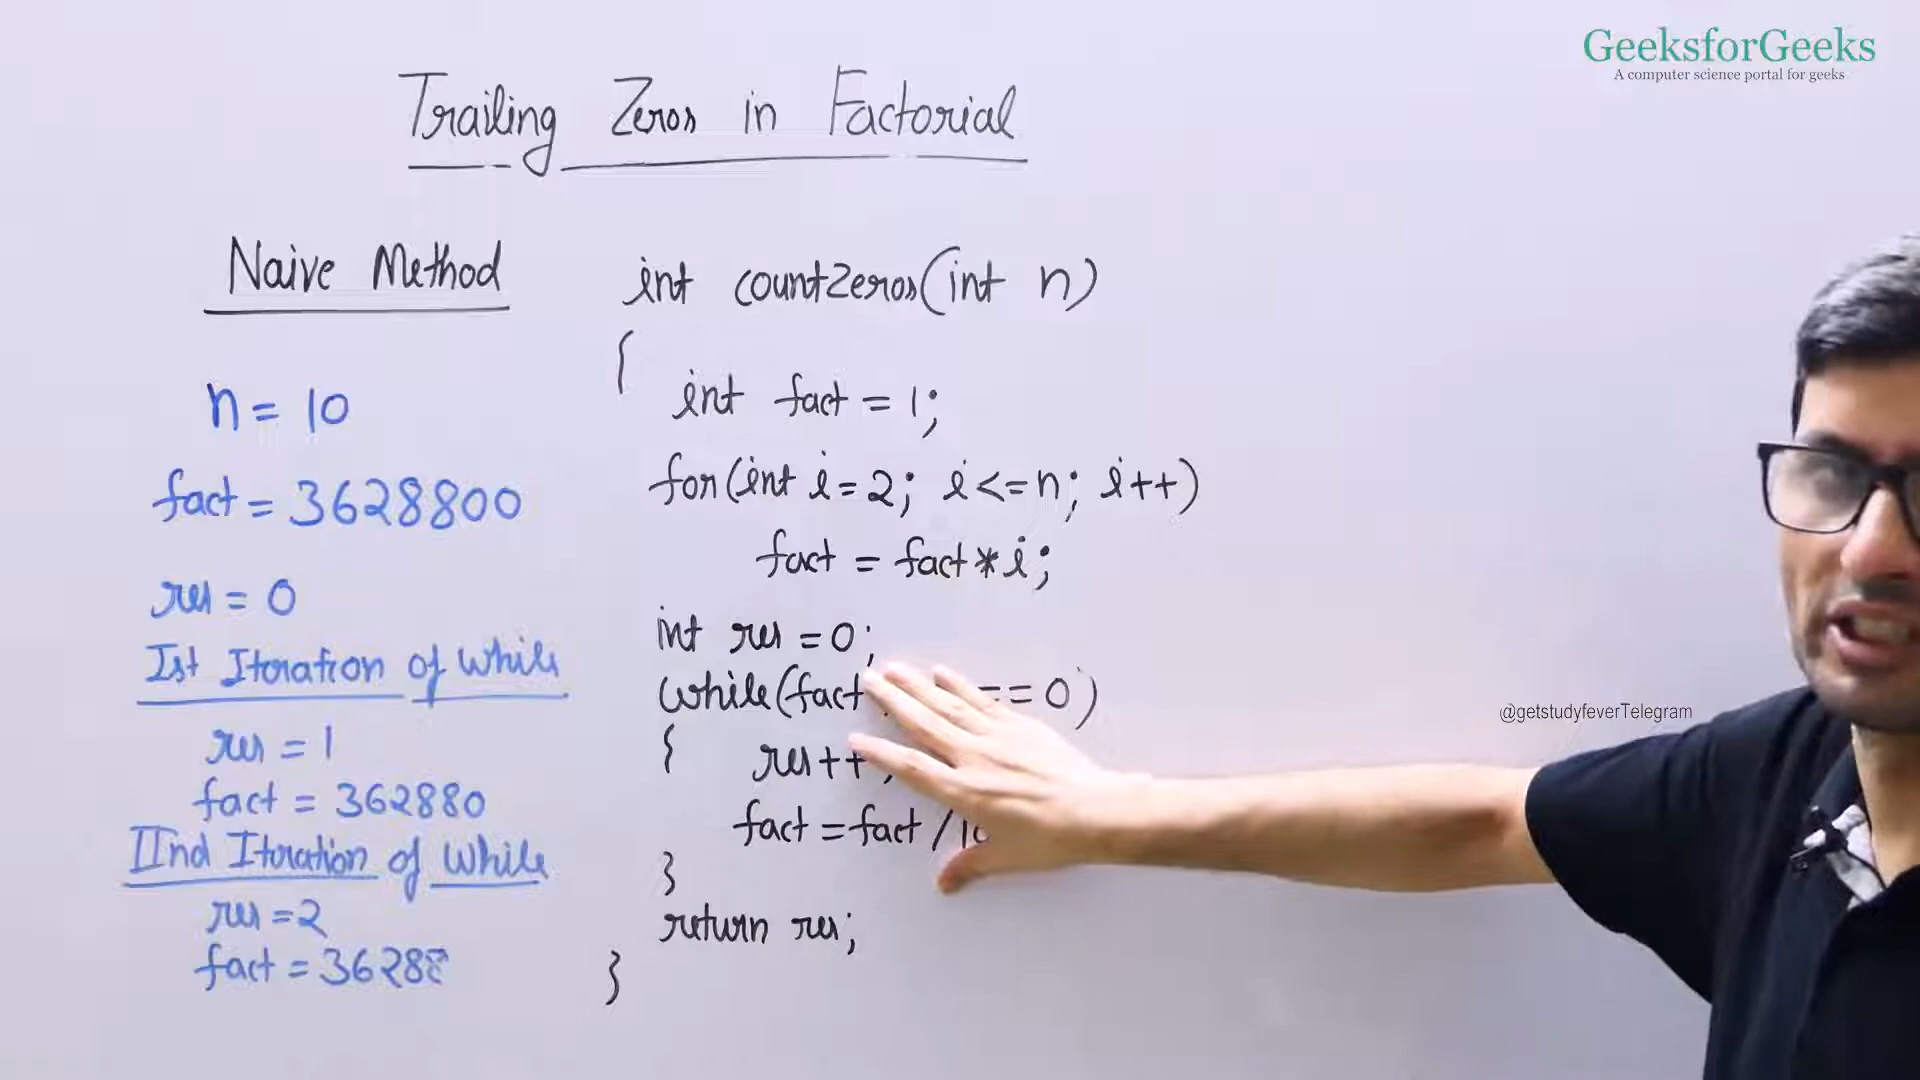 GeeksforGeeks
A computer science portal for geeks
Trailing Zeros in Factorial
Naive Method
n = 10
fact = 3628800
res = 0
Ist Iteration of While
res = 1
fact = 362880
IInd Iteration of While
res = 2
fact = 36288
int countZeros(int n)
{
int fact = 1;
for(int i = 2; i <= n; i++)
fact = fact * i;
int res = 0;
while(fact == 0)
{ res++;
fact = fact / 10
}
return res;
}
@getstudyfeverTelegram